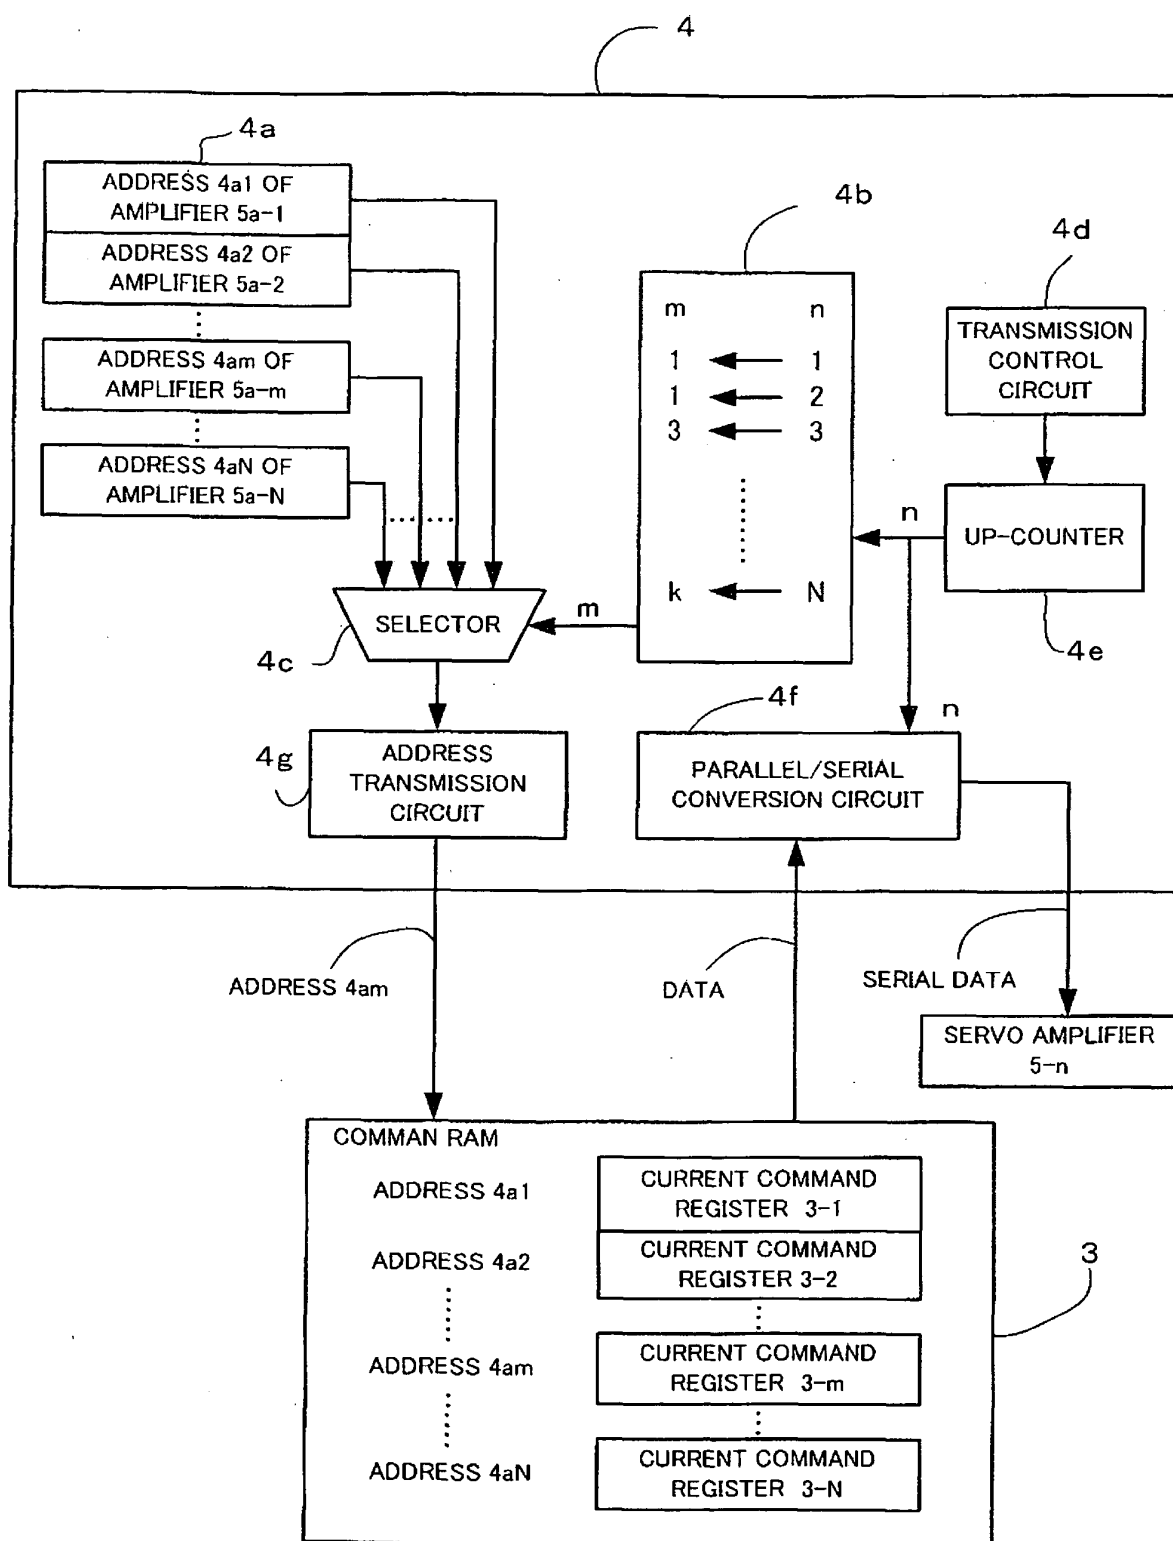 4
4a
ADDRESS 4a1 OF
AMPLIFIER 5a-1
ADDRESS 4a2 OF
AMPLIFIER 5a-2
ADDRESS 4am OF
AMPLIFIER 5a-m
ADDRESS 4aN OF
AMPLIFIER 5a-N
4b
m n
1 1
1 2
3 3
k N
4d
TRANSMISSION
CONTROL
CIRCUIT
n
UP-COUNTER
4e
m
SELECTOR
4c
n
4f
4g
ADDRESS
TRANSMISSION
CIRCUIT
PARALLEL/SERIAL
CONVERSION CIRCUIT
ADDRESS 4am
DATA
SERIAL DATA
SERVO AMPLIFIER
5-n
COMMAN RAM
ADDRESS 4a1
CURRENT COMMAND
REGISTER 3-1
ADDRESS 4a2
CURRENT COMMAND
REGISTER 3-2
3
ADDRESS 4am
CURRENT COMMAND
REGISTER 3-m
ADDRESS 4aN
CURRENT COMMAND
REGISTER 3-N